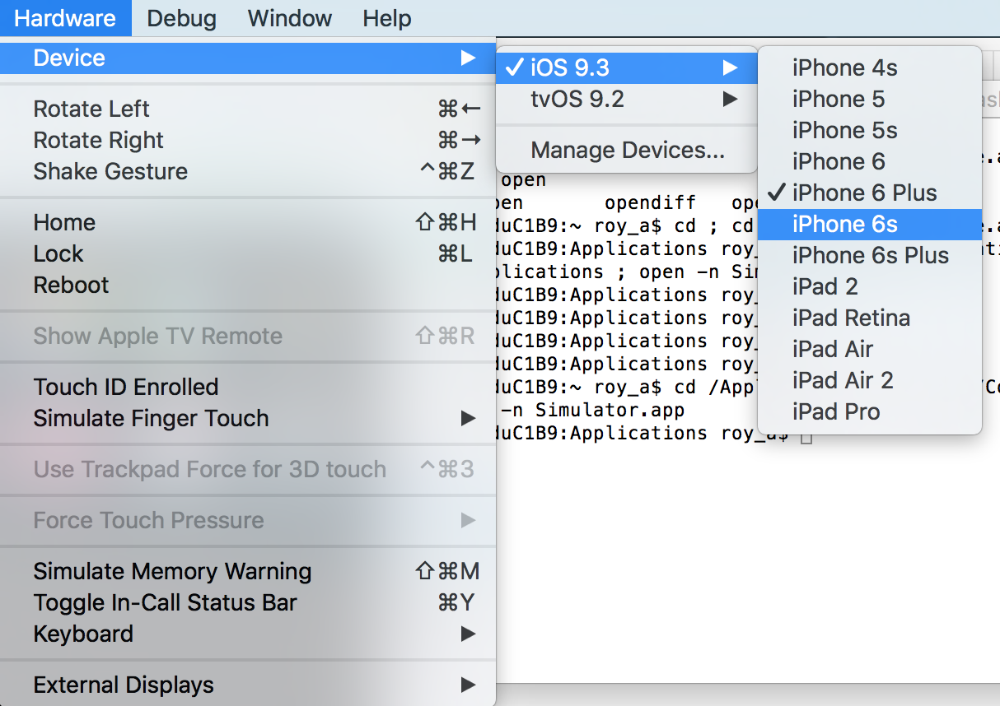 Hardware Debug Window Help
Device ▶
Rotate Left ⌘←
Rotate Right ⌘→
Shake Gesture ^⌘Z
Home ⇧⌘H
Lock ⌘L
Reboot
Show Apple TV Remote ⇧⌘R
Touch ID Enrolled
Simulate Finger Touch ▶
Use Trackpad Force for 3D touch ^⌘3
Force Touch Pressure ▶
Simulate Memory Warning ⇧⌘M
Toggle In-Call Status Bar ⌘Y
Keyboard ▶
External Displays ▶
✓ iOS 9.3 ▶
tvOS 9.2 ▶
Manage Devices...
iPhone 4s
iPhone 5
iPhone 5s
iPhone 6
✓ iPhone 6 Plus
iPhone 6s
iPhone 6s Plus
iPad 2
iPad Retina
iPad Air
iPad Air 2
iPad Pro
open
opendiff
duC1B9:~ roy_a$ cd ; cd
duC1B9:Applications roy_
plications ; open -n Sim
duC1B9:Applications roy_
duC1B9:Applications roy_
duC1B9:Applications roy_
duC1B9:Applications roy_
duC1B9:~ roy_a$ cd /Appl
-n Simulator.app
duC1B9:Applications roy_a$